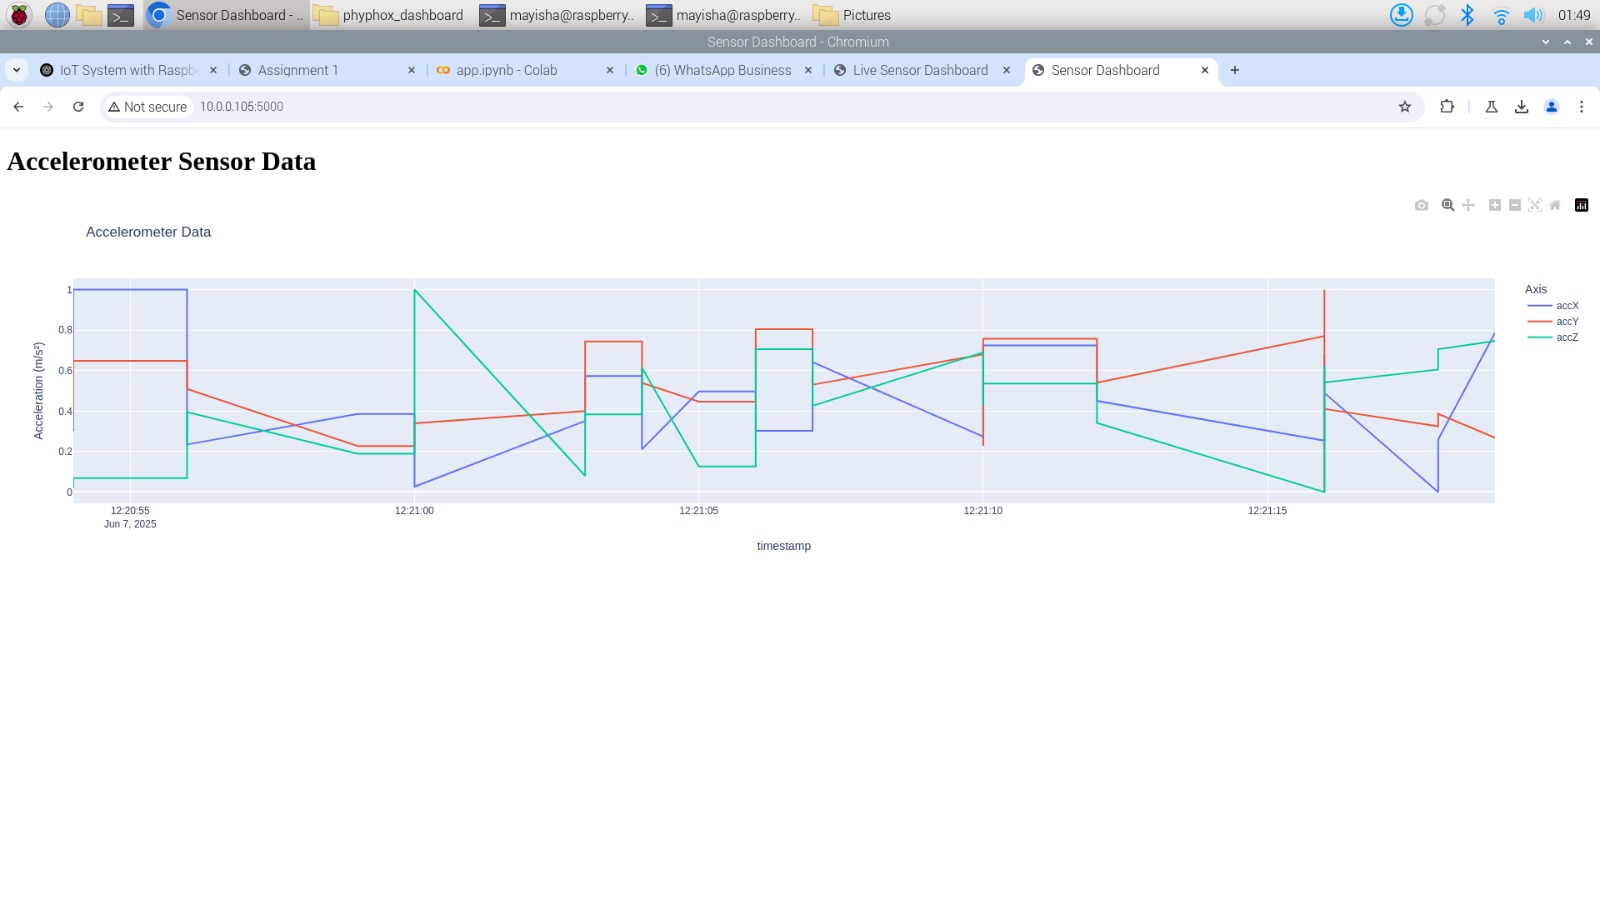 Sensor Dashboard - .. phyphox_dashboard mayisha@raspberry.. mayisha@raspberry.. Pictures 01:49
Sensor Dashboard - Chromium
IoT System with Raspb Assignment 1 app.ipynb - Colab (6) WhatsApp Business Live Sensor Dashboard Sensor Dashboard
Not secure 10.0.0.105:5000
Accelerometer Sensor Data
Accelerometer Data
Acceleration (m/s²)
1
0.8
0.6
0.4
0.2
0
12:20:55 12:21:00 12:21:05 12:21:10 12:21:15
Jun 7, 2025
timestamp
Axis
accX
accY
accZ